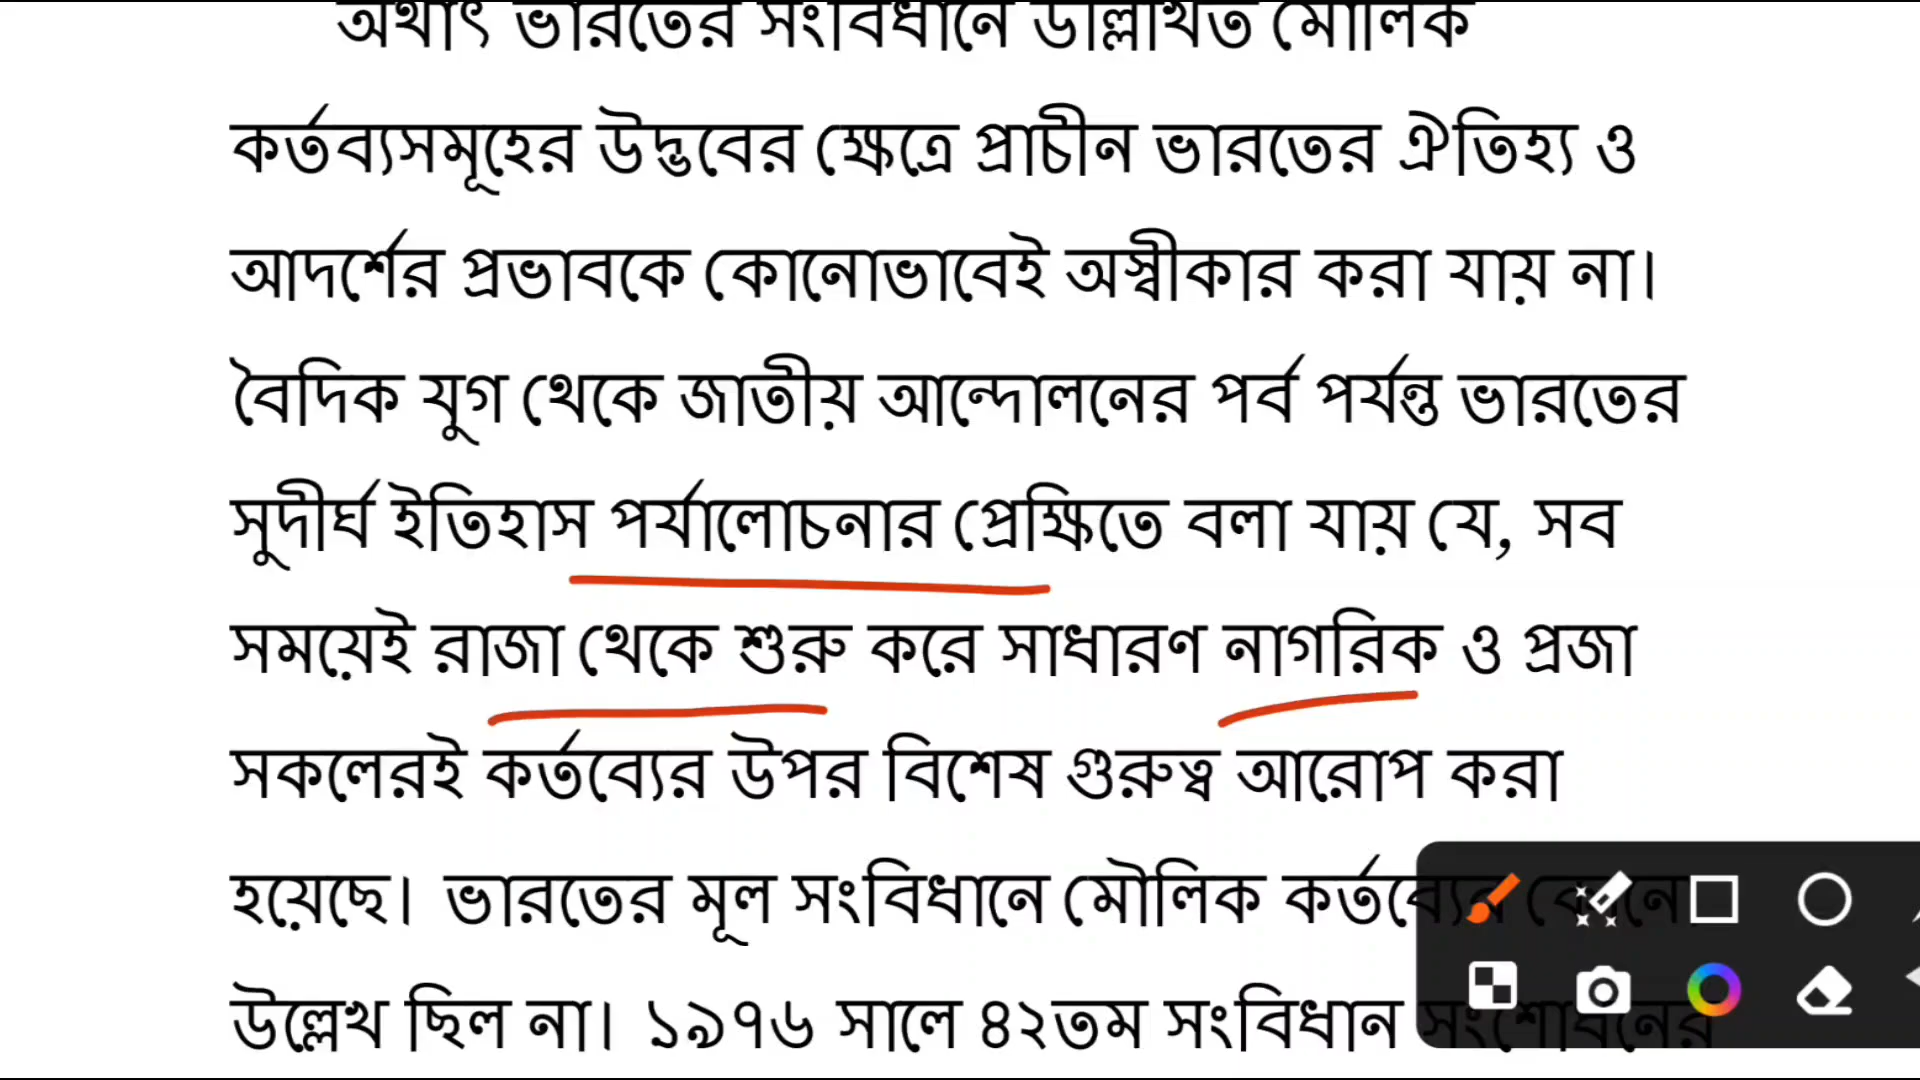 অর্থাৎ ভারতের সংবিধানে উল্লিখিত মৌলিক
কর্তব্যসমূহের উদ্ভবের ক্ষেত্রে প্রাচীন ভারতের ঐতিহ্য ও
আদর্শের প্রভাবকে কোনোভাবেই অস্বীকার করা যায় না।
বৈদিক যুগ থেকে জাতীয় আন্দোলনের পর্ব পর্যন্ত ভারতের
সুদীর্ঘ ইতিহাস পর্যালোচনার প্রেক্ষিতে বলা যায় যে, সব
সময়েই রাজা থেকে শুরু করে সাধারণ নাগরিক ও প্রজা
সকলেরই কর্তব্যের উপর বিশেষ গুরুত্ব আরোপ করা
হয়েছে। ভারতের মূল সংবিধানে মৌলিক কর্তব্যের কোনো
উল্লেখ ছিল না। ১৯৭৬ সালে ৪২তম সংবিধান সংশোধনের